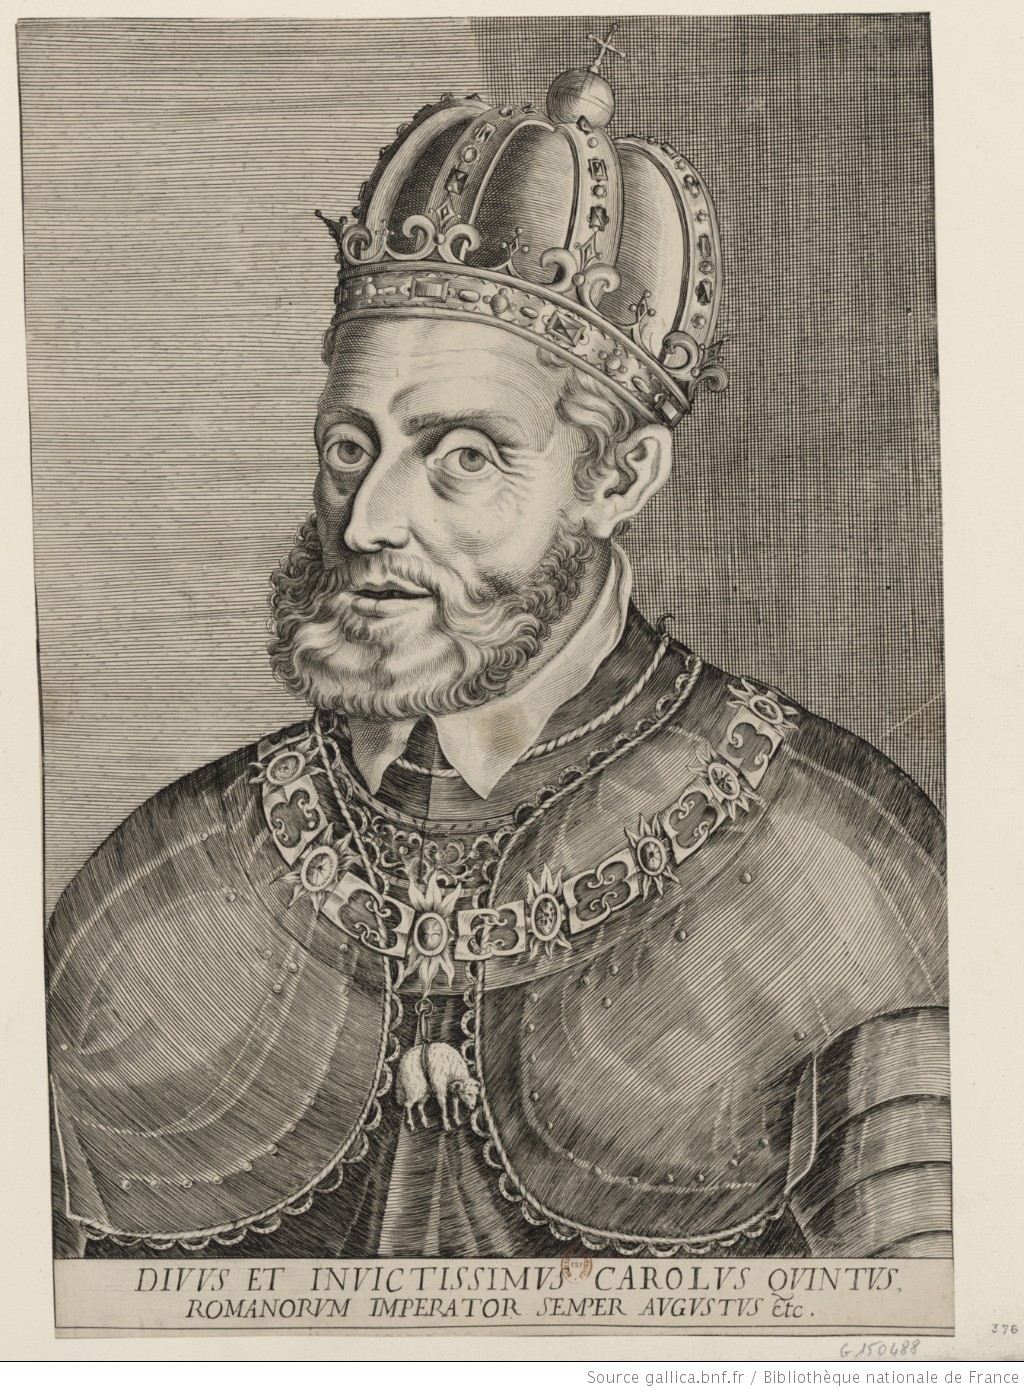 DIVVS ET INVICTISSIMVS CAROLVS QVINTVS,
ROMANORVM IMPERATOR SEMPER AVGVSTVS Etc.
376
G 150488
Source gallica.bnf.fr / Bibliothèque nationale de France